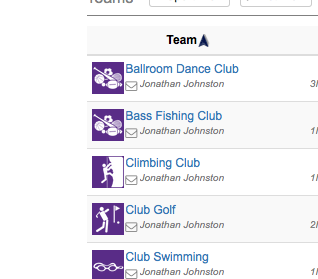 Teams
Team
Ballroom Dance Club
Jonathan Johnston
Bass Fishing Club
Jonathan Johnston
Climbing Club
Jonathan Johnston
Club Golf
Jonathan Johnston
Club Swimming
Jonathan Johnston